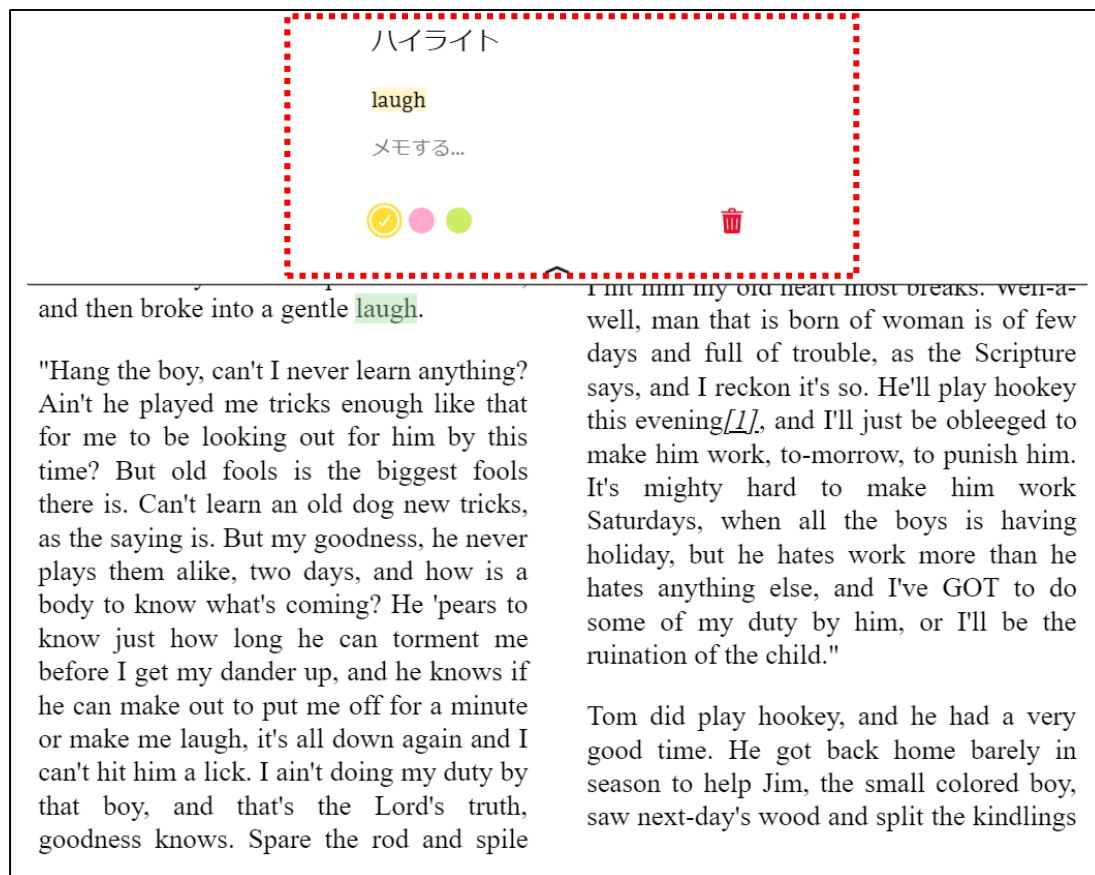 ハイライト
laugh
メモする...
and then broke into a gentle laugh.
"Hang the boy, can't I never learn anything?
Ain't he played me tricks enough like that
for me to be looking out for him by this
time? But old fools is the biggest fools
there is. Can't learn an old dog new tricks,
as the saying is. But my goodness, he never
plays them alike, two days, and how is a
body to know what's coming? He 'pears to
know just how long he can torment me
before I get my dander up, and he knows if
he can make out to put me off for a minute
or make me laugh, it's all down again and I
can't hit him a lick. I ain't doing my duty by
that boy, and that's the Lord's truth,
goodness knows. Spare the rod and spile
I hit him my old heart most breaks. Well-a-
well, man that is born of woman is of few
days and full of trouble, as the Scripture
says, and I reckon it's so. He'll play hookey
this evening[1], and I'll just be obleeged to
make him work, to-morrow, to punish him.
It's mighty hard to make him work
Saturdays, when all the boys is having
holiday, but he hates work more than he
hates anything else, and I've GOT to do
some of my duty by him, or I'll be the
ruination of the child."
Tom did play hookey, and he had a very
good time. He got back home barely in
season to help Jim, the small colored boy,
saw next-day's wood and split the kindlings